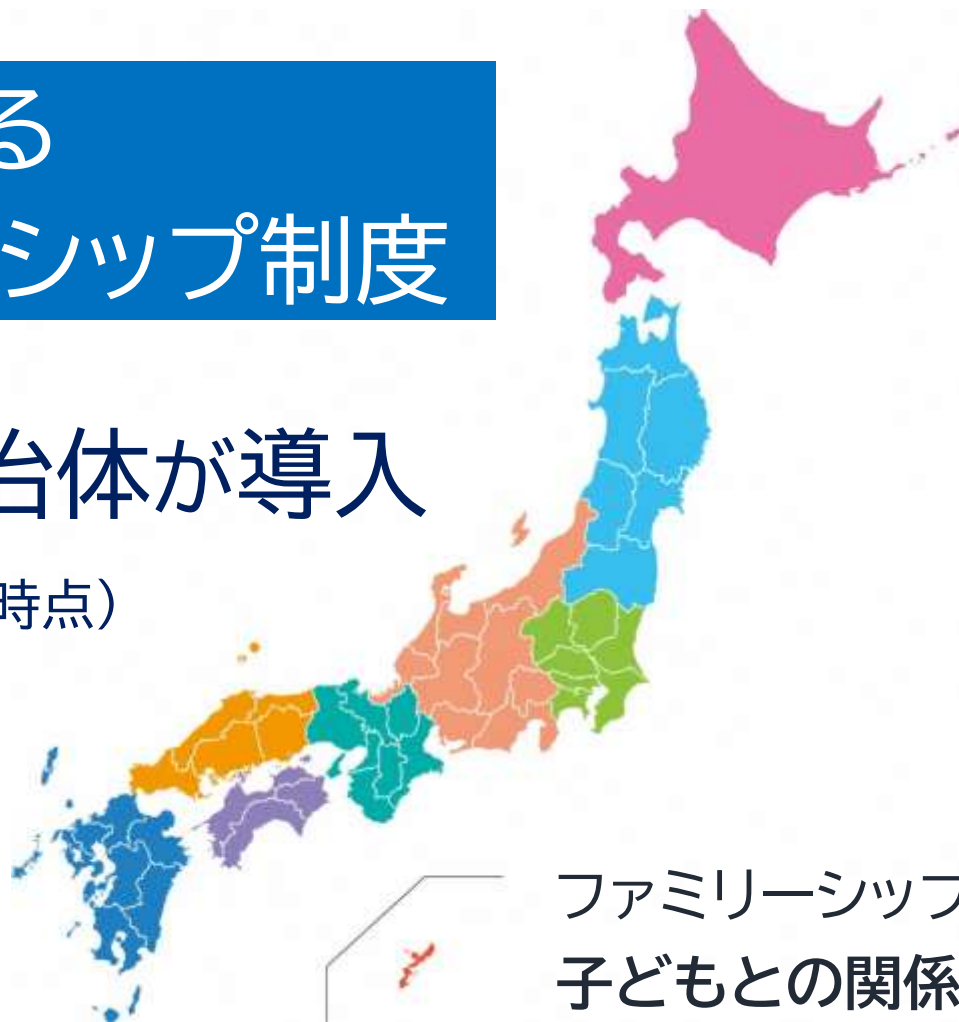 る
シップ制度
治体が導入
時点）
ファミリーシップ
子どもとの関係